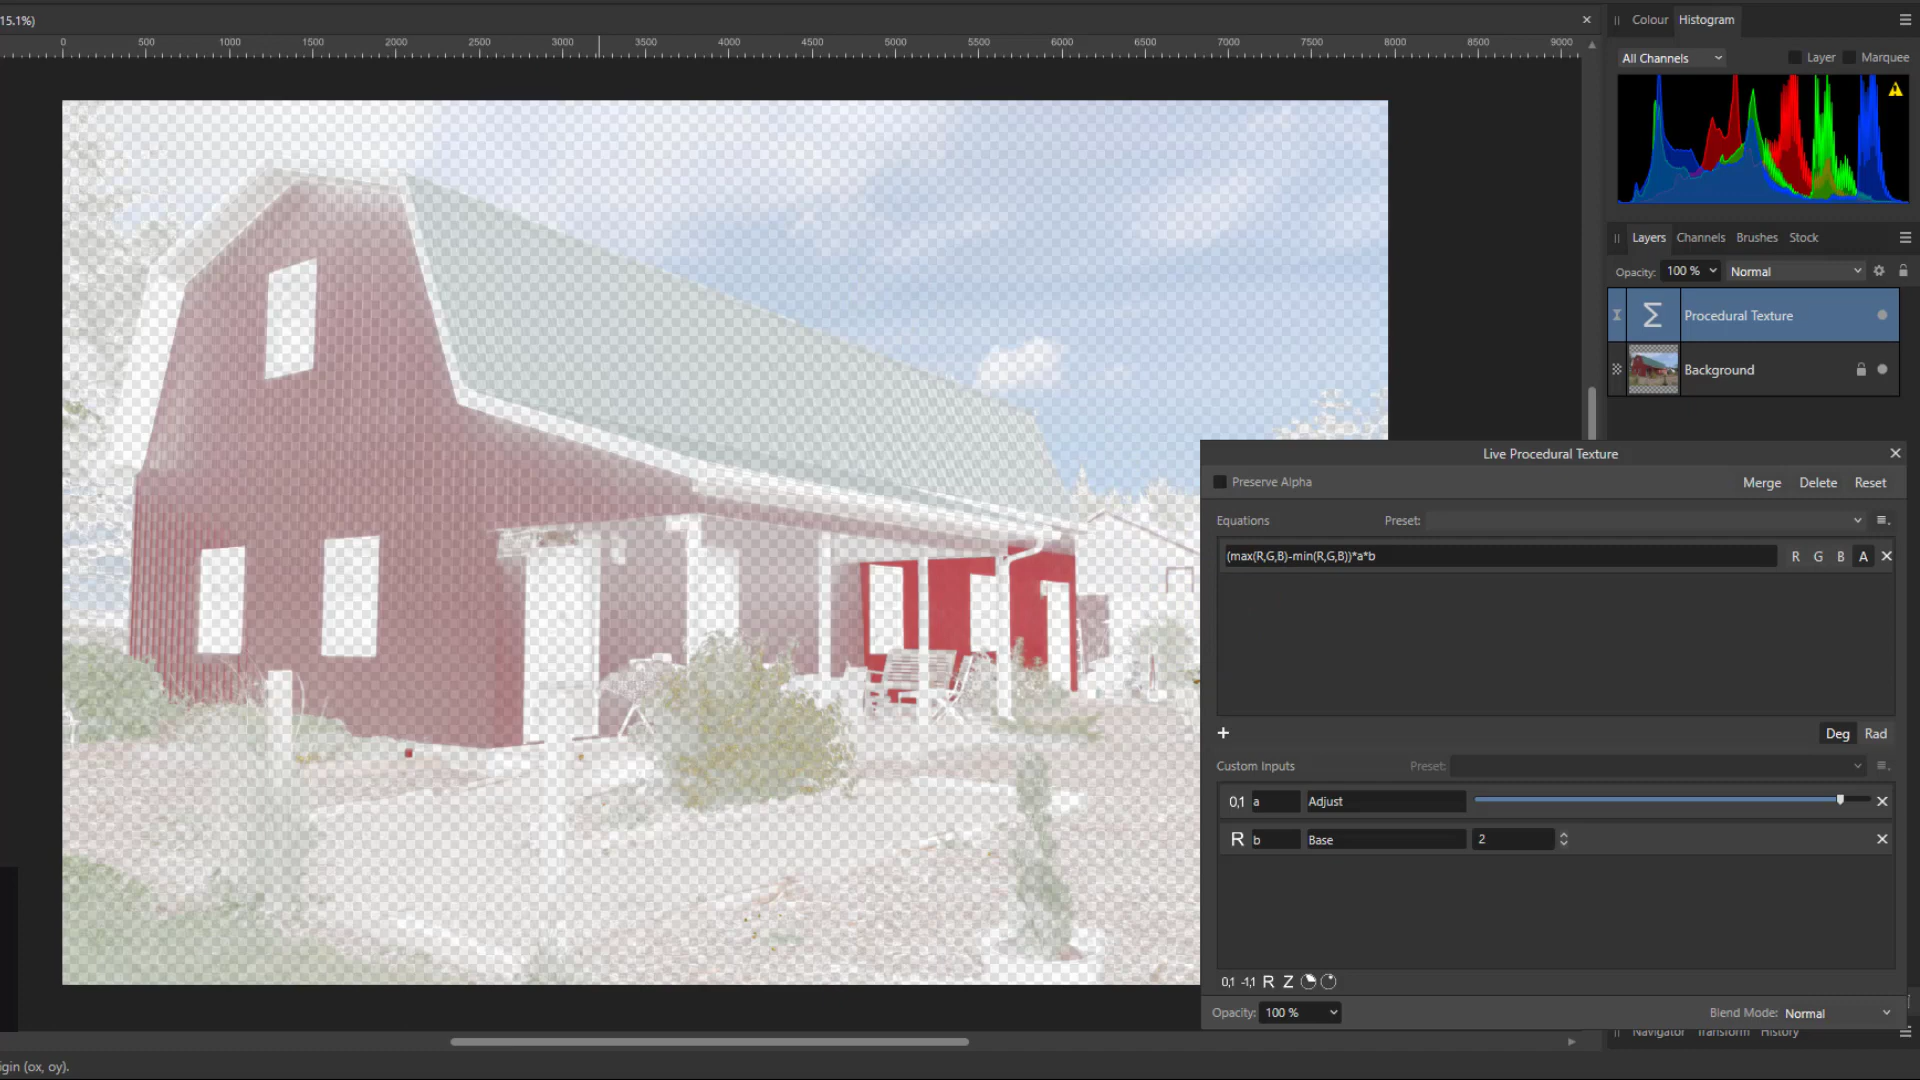 15.1%)
Colour Histogram
0 500 1000 1500 2000 2500 3000 3500 4000 4500 5000 5500 6000 6500 7000 7500 8000 8500 9000
All Channels Layer Marquee
Layers Channels Brushes Stock
Opacity: 100 % Normal
Procedural Texture
Background
Live Procedural Texture
Preserve Alpha Merge Delete Reset
Equations Preset:
(max(R,G,B)-min(R,G,B))*a*b R G B A
Deg Rad
Custom Inputs Preset:
0,1 a Adjust
R b Base 2
0,1 -1,1 R Z
Opacity: 100 % Blend Mode: Normal
Navigator Transform History
igin (ox, oy).